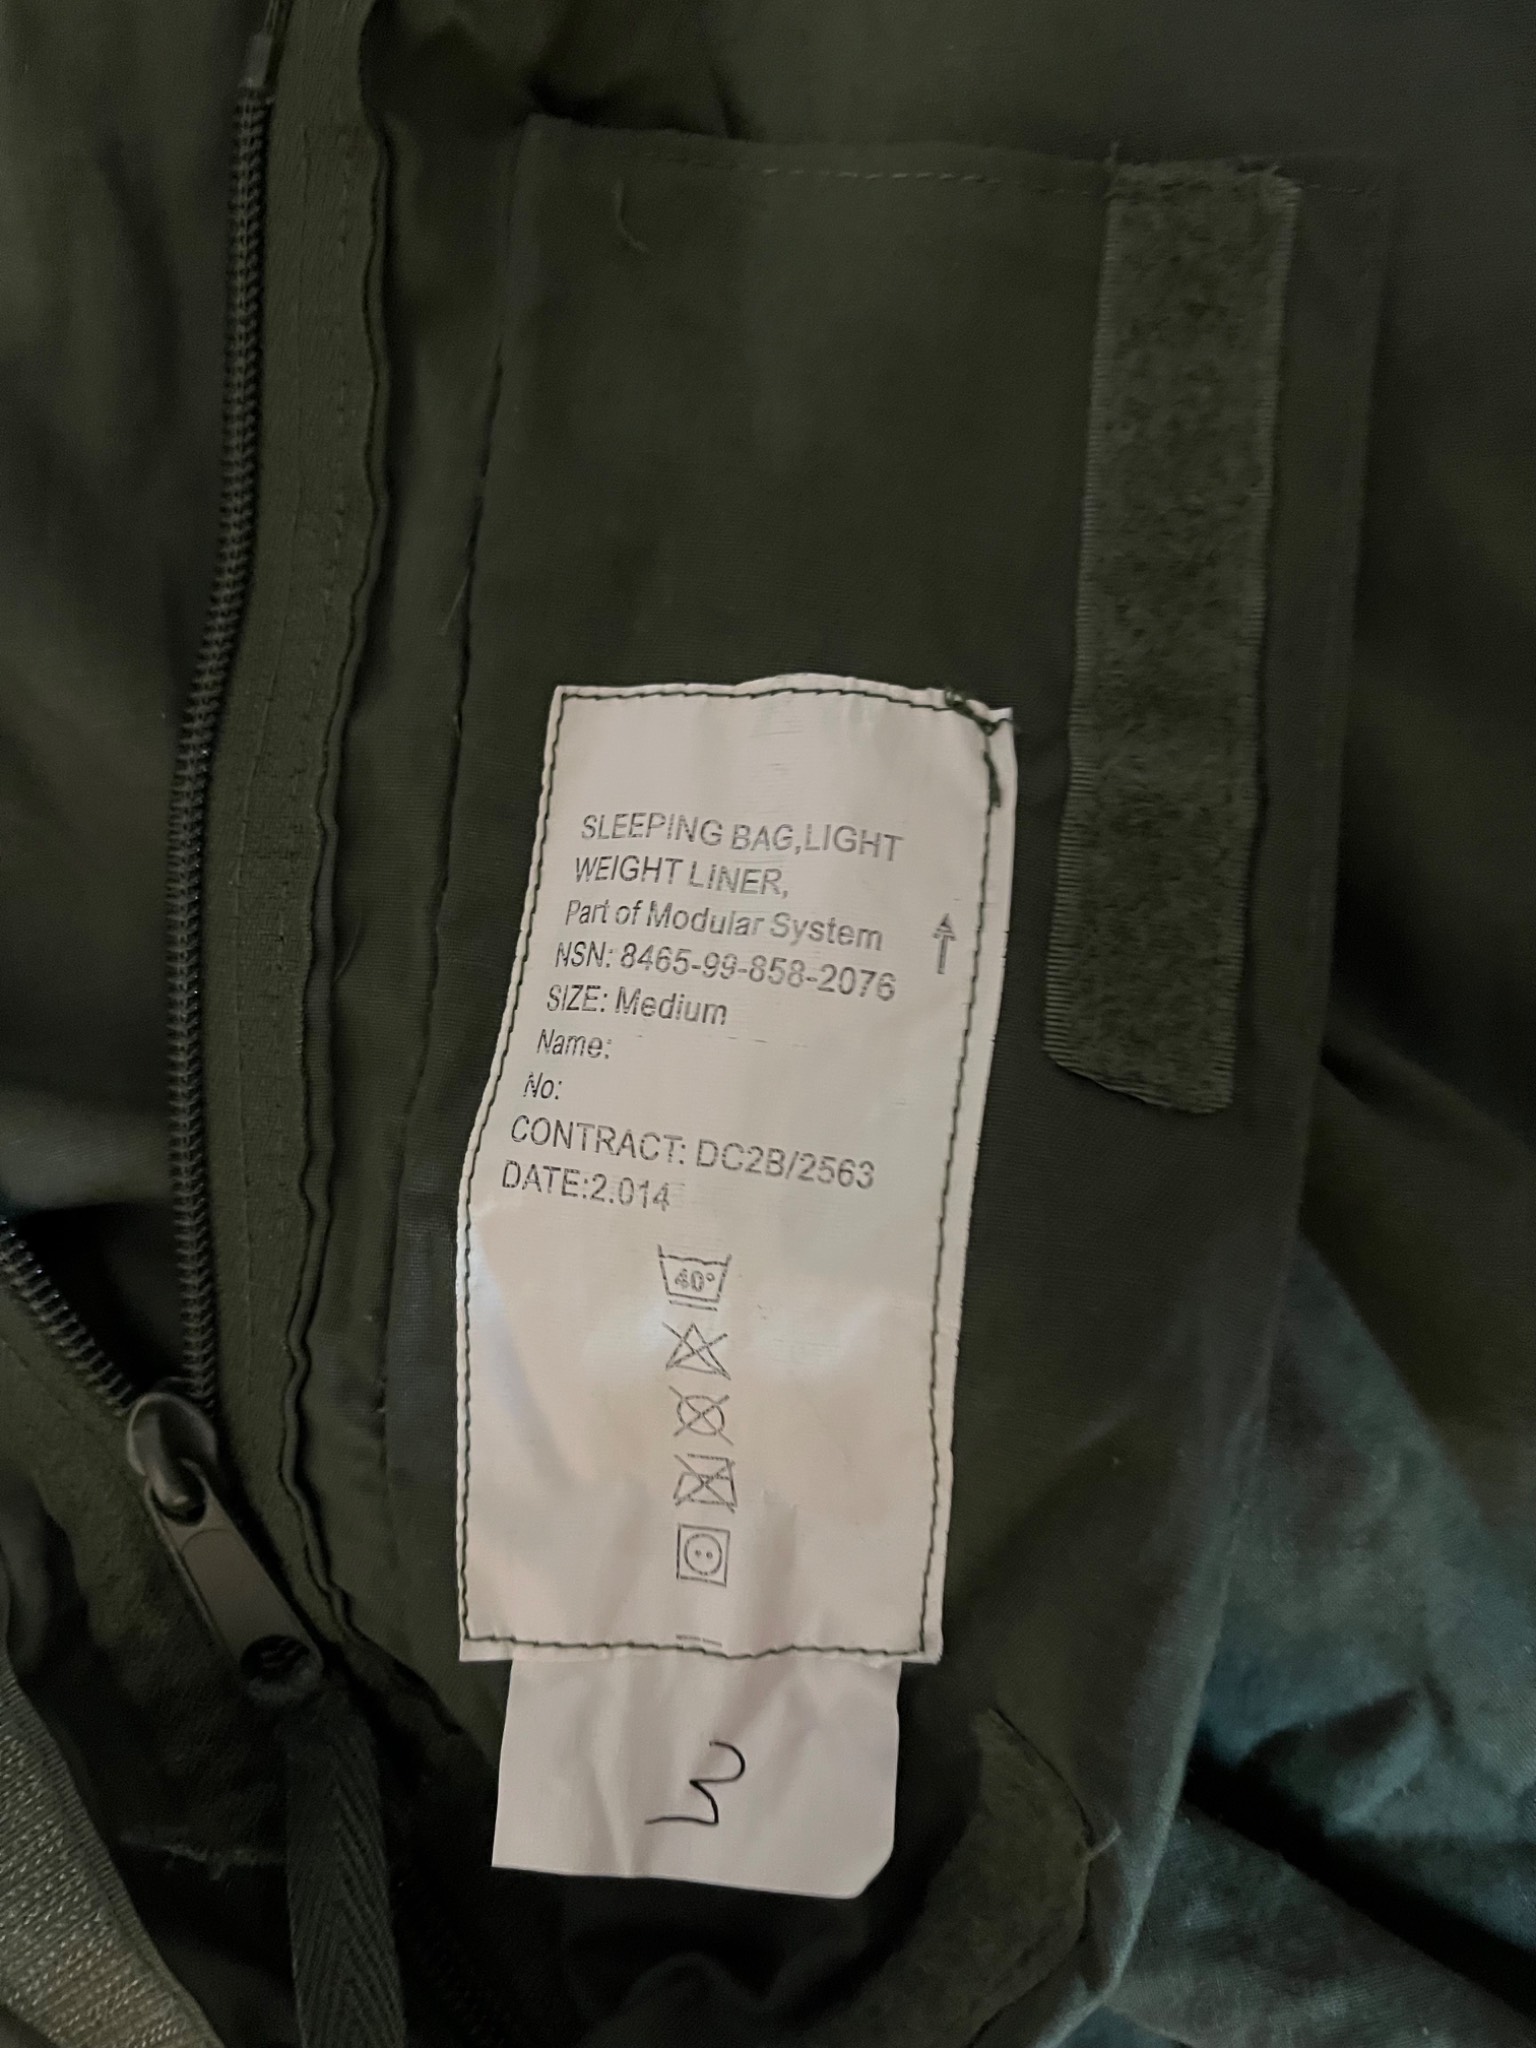 SLEEPING BAG,LIGHT
WEIGHT LINER,
Part of Modular System
NSN: 8465-99-858-2076
SIZE: Medium
Name:
No:
CONTRACT: DC2B/2563
DATE:2.014
40°